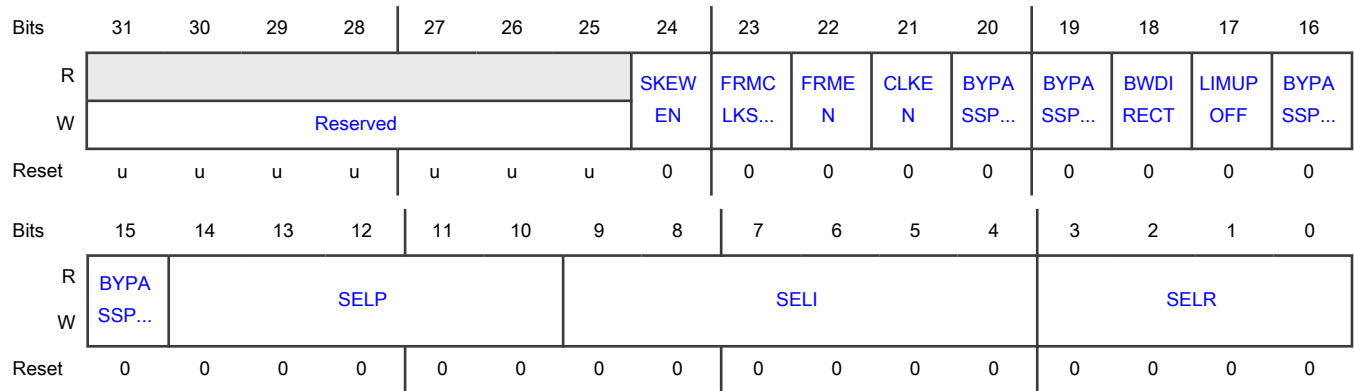 Bits 31 30 29 28 27 26 25 24 23 22 21 20 19 18 17 16
R
W
Reserved
SKEW
EN
FRMC
LKS...
FRME
N
CLKE
N
BYPA
SSP...
BYPA
SSP...
BWDI
RECT
LIMUP
OFF
BYPA
SSP...
Reset u u u u u u u 0 0 0 0 0 0 0 0 0
Bits 15 14 13 12 11 10 9 8 7 6 5 4 3 2 1 0
R
W
BYPA
SSP...
SELP
SELI
SELR
Reset 0 0 0 0 0 0 0 0 0 0 0 0 0 0 0 0